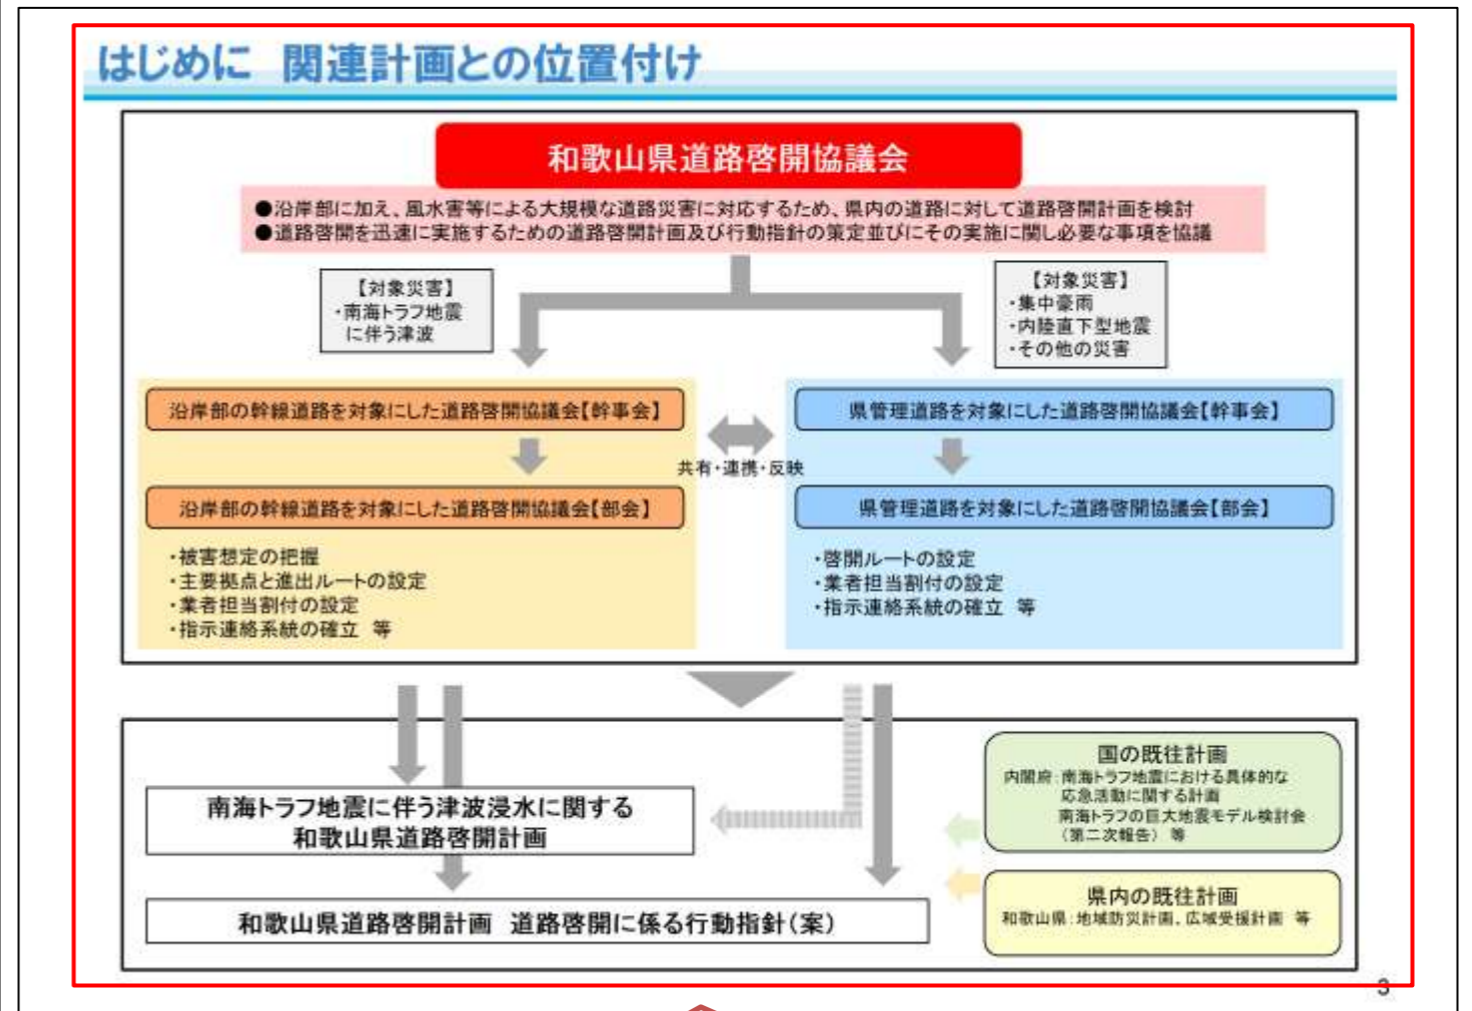 はじめに　関連計画との位置付け
和歌山県道路啓開協議会
●沿岸部に加え、風水害等による大規模な道路災害に対応するため、県内の道路に対して道路啓開計画を検討
●道路啓開を迅速に実施するための道路啓開計画及び行動指針の策定並びにその実施に関し必要な事項を協議
【対象災害】
・南海トラフ地震
に伴う津波
【対象災害】
・集中豪雨
・内陸直下型地震
・その他の災害
沿岸部の幹線道路を対象にした道路啓開協議会【幹事会】
県管理道路を対象にした道路啓開協議会【幹事会】
共有・連携・反映
沿岸部の幹線道路を対象にした道路啓開協議会【部会】
県管理道路を対象にした道路啓開協議会【部会】
・被害想定の把握
・主要拠点と進出ルートの設定
・業者担当割付の設定
・指示連絡系統の確立　等
・啓開ルートの設定
・業者担当割付の設定
・指示連絡系統の確立　等
南海トラフ地震に伴う津波浸水に関する
和歌山県道路啓開計画
和歌山県道路啓開計画　道路啓開に係る行動指針（案）
国の既往計画
内閣府：南海トラフ地震における具体的な
応急活動に関する計画
南海トラフの巨大地震モデル検討会
（第二次報告）　等
県内の既往計画
和歌山県：地域防災計画、広域受援計画　等
3